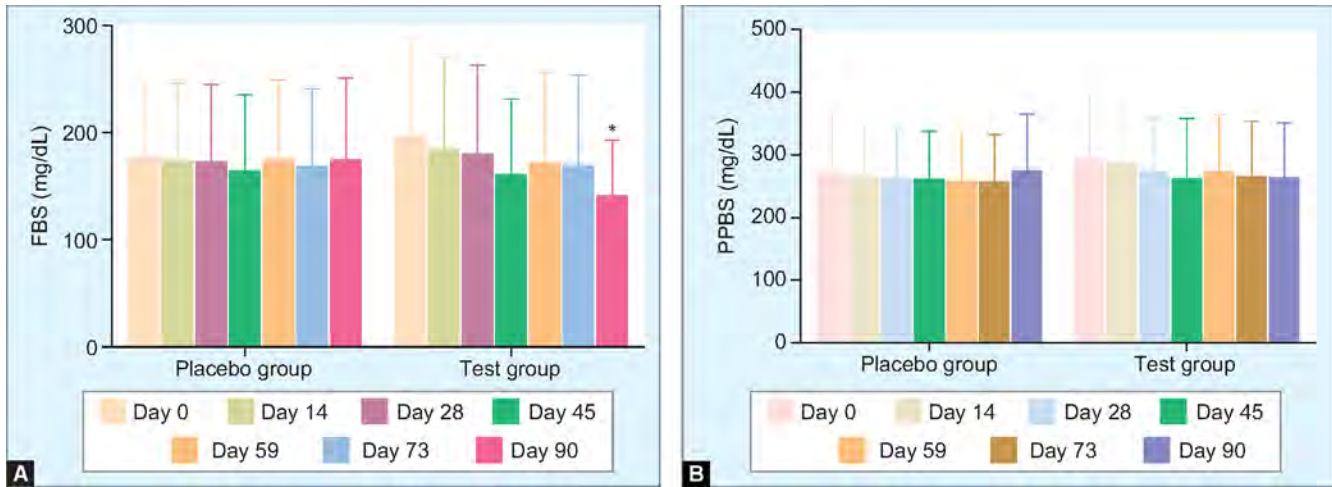 300
200
100
0
FBS (mg/dL)
*
Placebo group Test group
Day 0 Day 14 Day 28 Day 45
Day 59 Day 73 Day 90
A
500
400
300
200
100
0
PPBS (mg/dL)
Placebo group Test group
Day 0 Day 14 Day 28 Day 45
Day 59 Day 73 Day 90
B